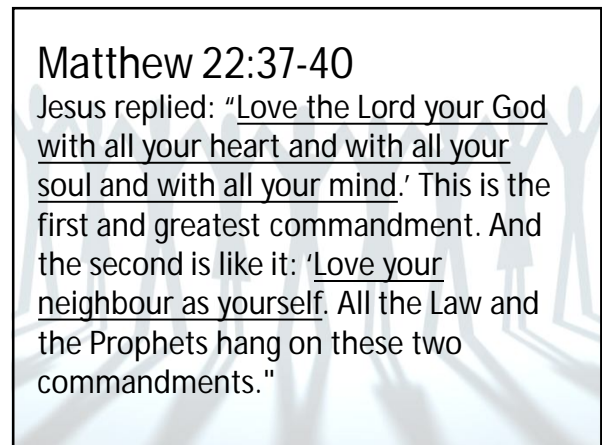 Matthew 22:37-40
Jesus replied: “Love the Lord your God
with all your heart and with all your
soul and with all your mind.’ This is the
first and greatest commandment. And
the second is like it: ‘Love your
neighbour as yourself. All the Law and
the Prophets hang on these two
commandments."